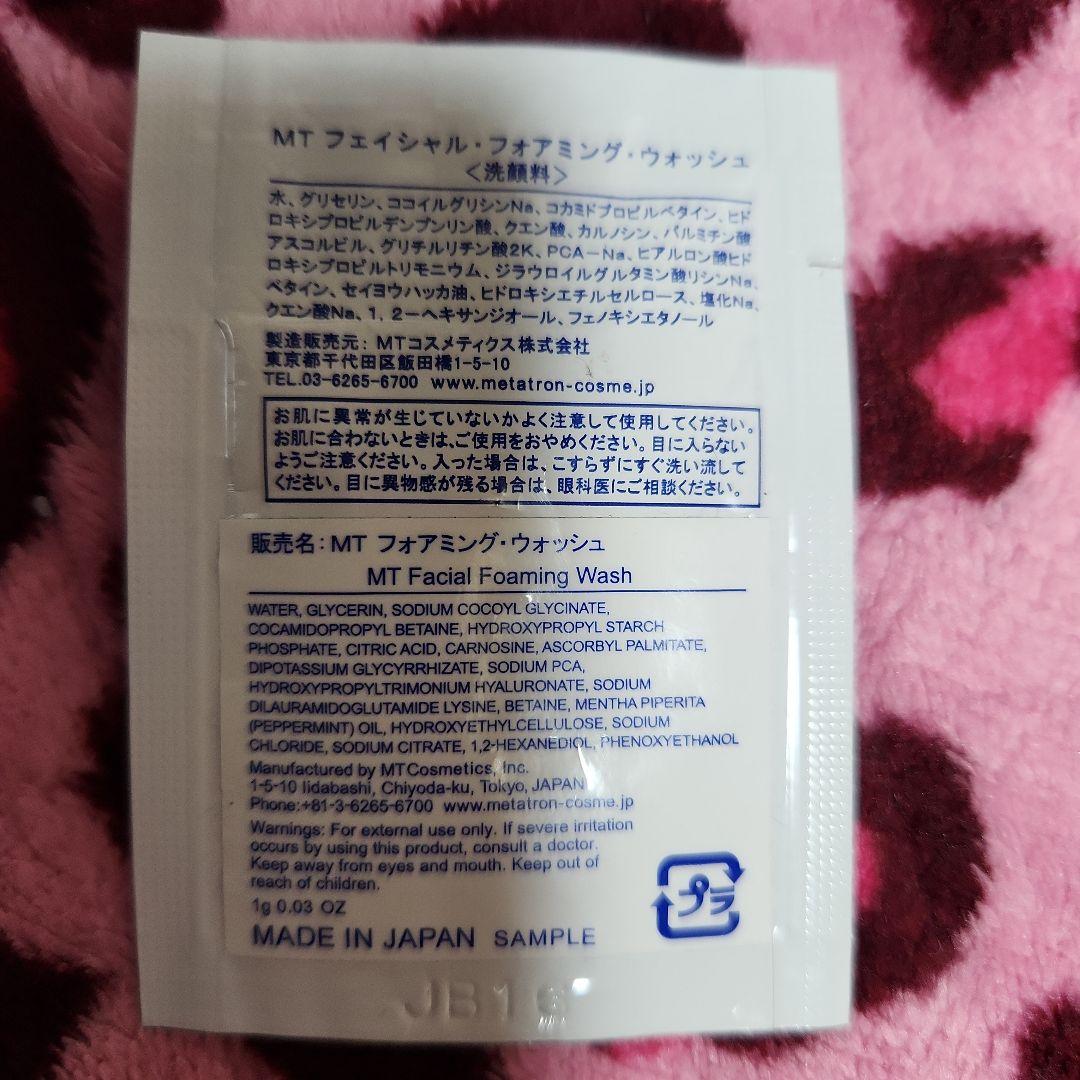 MT フェイシャル・フォアミング・ウォッシュ
＜洗顔料＞
水、グリセリン、ココイルグリシンNa、コカミドプロピルベタイン、ヒド
ロキシプロピルデンプンリン酸、クエン酸、カルノシン、パルミチン酸
アスコルビル、グリチルリチン酸2K、PCA－Na、ヒアルロン酸ヒド
ロキシプロピルトリモニウム、ジラウロイルグルタミン酸リシンNa、
ベタイン、セイヨウハッカ油、ヒドロキシエチルセルロース、塩化Na、
クエン酸Na、1，2－ヘキサンジオール、フェノキシエタノール
製造販売元：MTコスメティクス株式会社
東京都千代田区飯田橋1-5-10
TEL.03-6265-6700 www.metatron-cosme.jp
お肌に異常が生じていないかよく注意して使用してください。
お肌に合わないときは、ご使用をおやめください。目に入らない
ようご注意ください。入った場合は、こすらずにすぐ洗い流して
ください。目に異物感が残る場合は、眼科医にご相談ください。
販売名：MT フォアミング・ウォッシュ
MT Facial Foaming Wash
WATER, GLYCERIN, SODIUM COCOYL GLYCINATE,
COCAMIDOPROPYL BETAINE, HYDROXYPROPYL STARCH
PHOSPHATE, CITRIC ACID, CARNOSINE, ASCORBYL PALMITATE,
DIPOTASSIUM GLYCYRRHIZATE, SODIUM PCA,
HYDROXYPROPYLTRIMONIUM HYALURONATE, SODIUM
DILAURAMIDOGLUTAMIDE LYSINE, BETAINE, MENTHA PIPERITA
(PEPPERMINT) OIL, HYDROXYETHYLCELLULOSE, SODIUM
CHLORIDE, SODIUM CITRATE, 1,2-HEXANEDIOL, PHENOXYETHANOL
Manufactured by MTCosmetics, Inc.
1-5-10 Iidabashi, Chiyoda-ku, Tokyo, JAPAN
Phone:+81-3-6265-6700 www.metatron-cosme.jp
Warnings: For external use only. If severe irritation
occurs by using this product, consult a doctor.
Keep away from eyes and mouth. Keep out of
reach of children.
1g 0.03 OZ
プラ
MADE IN JAPAN SAMPLE